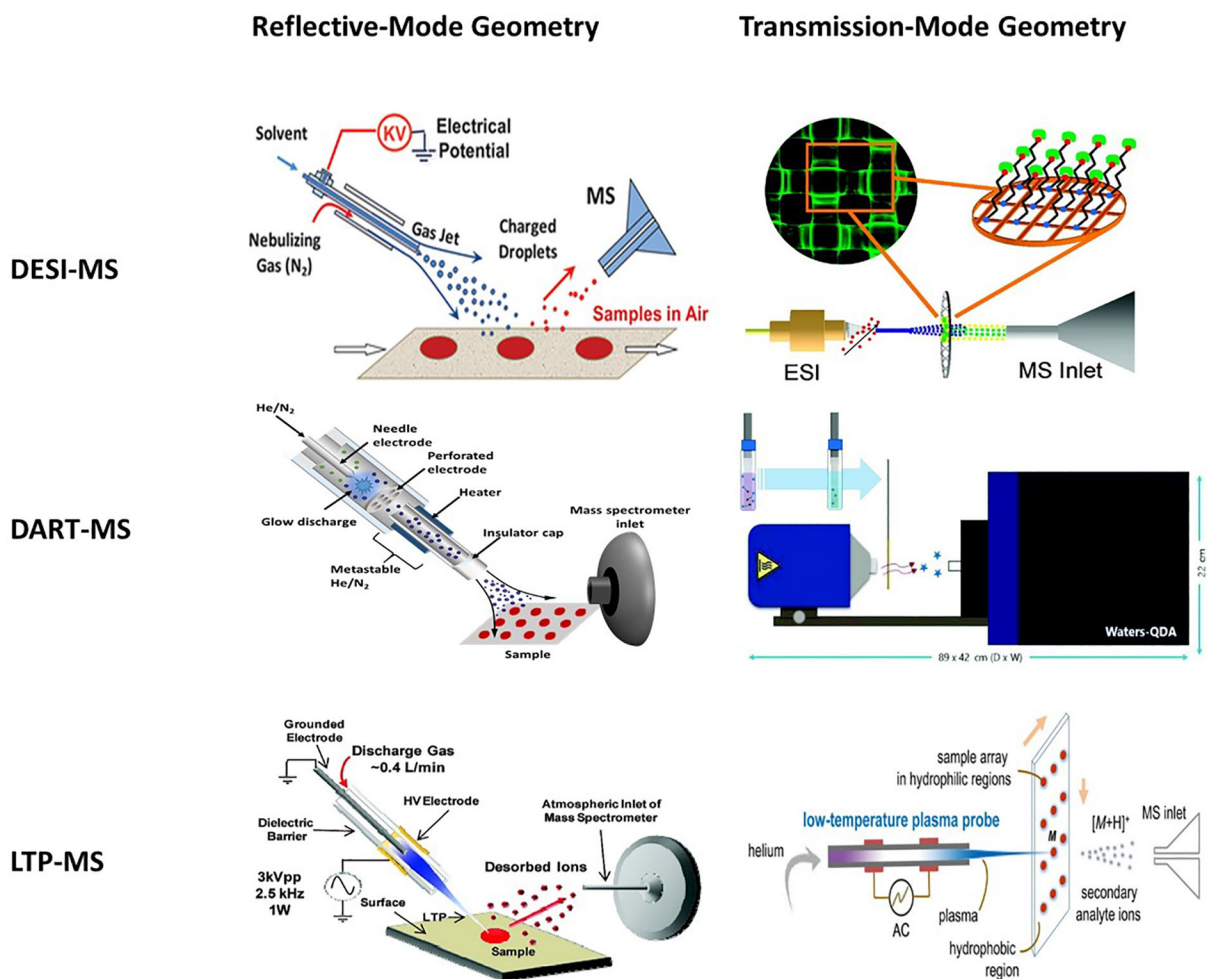 Reflective-Mode Geometry
Transmission-Mode Geometry
DESI-MS
Solvent
KV
Electrical
Potential
Nebulizing
Gas (N₂)
Gas Jet
Charged
Droplets
MS
Samples in Air
ESI
MS Inlet
DART-MS
He/N₂
Needle
electrode
Perforated
electrode
Heater
Glow discharge
Insulator cap
Metastable
He/N₂
Mass spectrometer
inlet
Sample
Waters-QDA
22 cm
89 x 42 cm (D x W)
LTP-MS
Grounded
Electrode
Discharge Gas
~0.4 L/min
HV Electrode
Dielectric
Barrier
Atmospheric Inlet of
Mass Spectrometer
3kVpp
2.5 kHz
1W
Desorbed Ions
Surface
LTP
Sample
sample array
in hydrophilic regions
low-temperature plasma probe
helium
AC
plasma
M
[M+H]⁺
MS inlet
secondary
analyte ions
hydrophobic
region